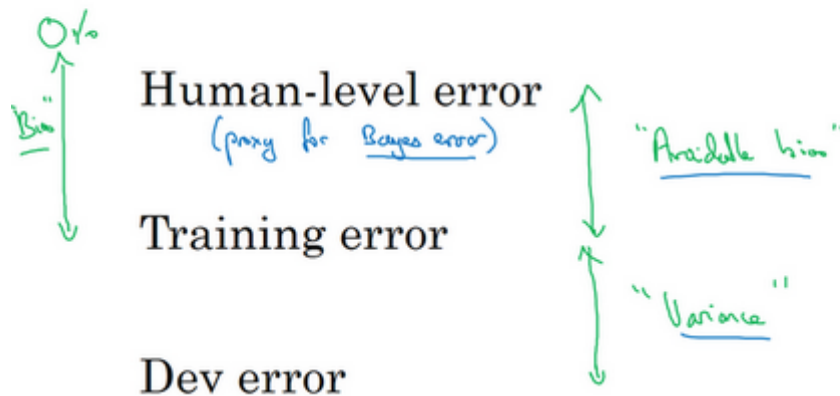 0%
Human-level error
"Bias"
(proxy for Bayes error)
"Avoidable bias"
Training error
"Variance"
Dev error